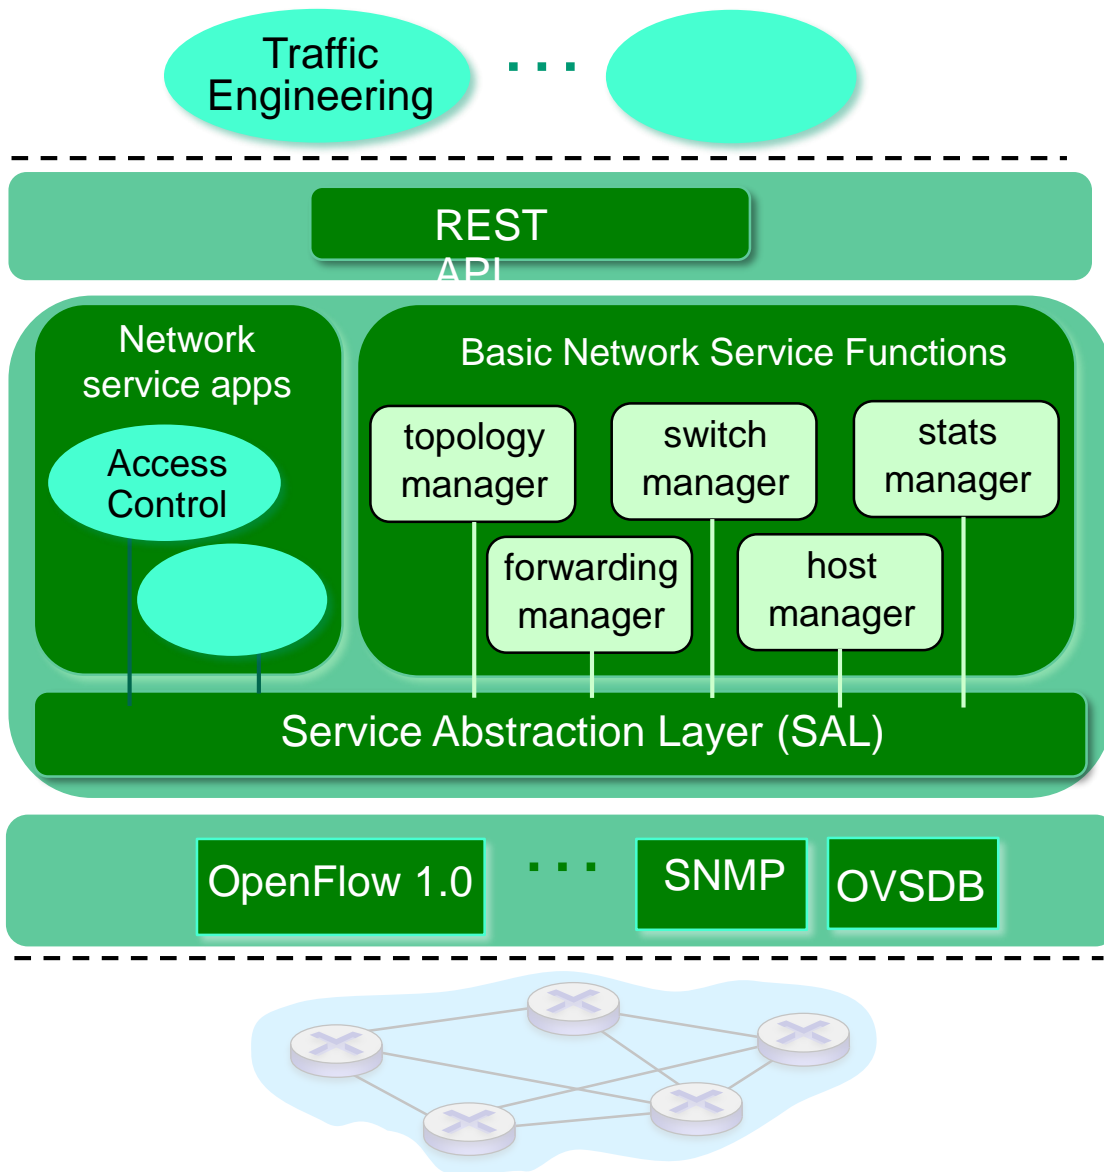 Traffic
Engineering
. . .
REST
API
Network
service apps
Basic Network Service Functions
topology
manager
switch
manager
stats
manager
Access
Control
forwarding
manager
host
manager
Service Abstraction Layer (SAL)
OpenFlow 1.0
. . .
SNMP
OVSDB